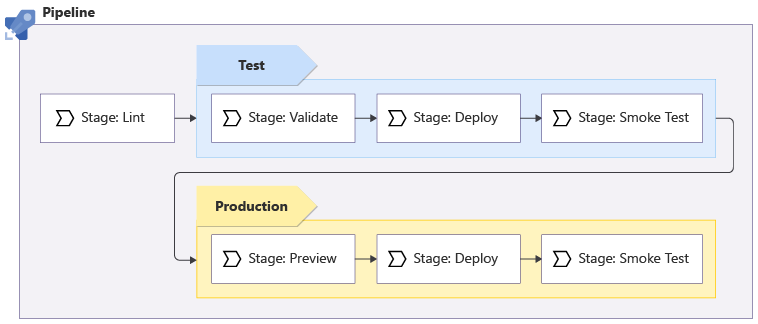 Pipeline
Test
Stage: Lint
Stage: Validate
Stage: Deploy
Stage: Smoke Test
Production
Stage: Preview
Stage: Deploy
Stage: Smoke Test